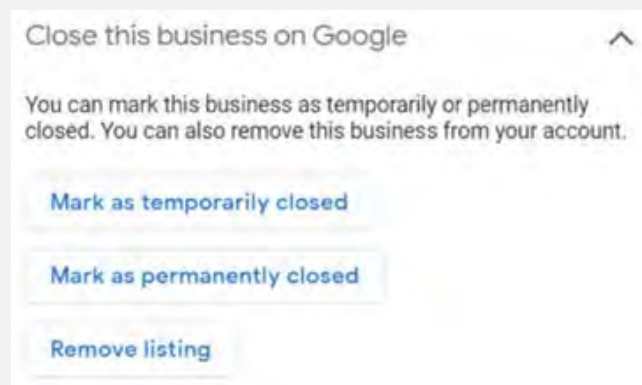 Close this business on Google
You can mark this business as temporarily or permanently
closed. You can also remove this business from your account.
Mark as temporarily closed
Mark as permanently closed
Remove listing